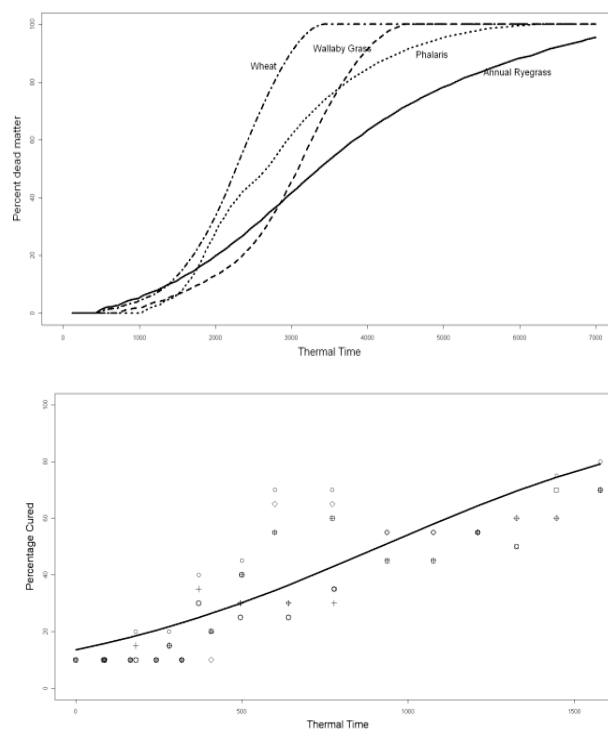 Percent dead matter
100
80
60
40
20
0
Wheat
Wallaby Grass
Phalaris
Annual Ryegrass
0 1000 2000 3000 4000 5000 6000 7000
Thermal Time
Percentage Cured
100
80
60
40
20
0
0 500 1000 1500
Thermal Time